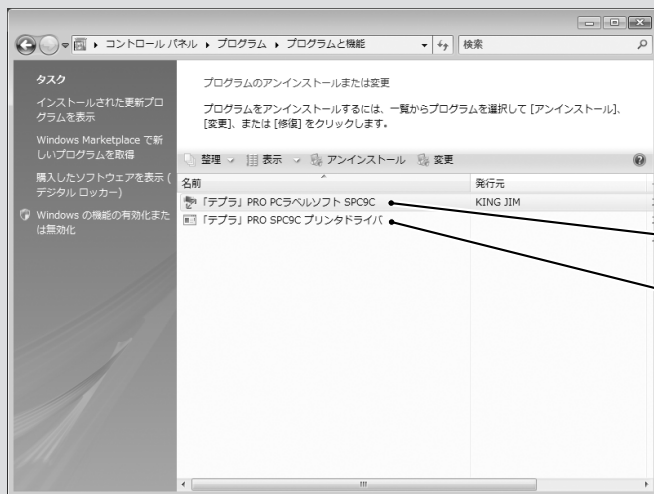 コントロール パネル ▸ プログラム ▸ プログラムと機能
検索
タスク
インストールされた更新プロ
グラムを表示
Windows Marketplace で新
しいプログラムを取得
購入したソフトウェアを表示 (
デジタル ロッカー)
Windows の機能の有効化また
は無効化
プログラムのアンインストールまたは変更
プログラムをアンインストールするには、一覧からプログラムを選択して [アンインストール]、
[変更]、または [修復] をクリックします。
整理 表示 アンインストール 変更
名前 発行元
「テプラ」PRO PCラベルソフト SPC9C KING JIM
「テプラ」PRO SPC9C プリンタドライバ